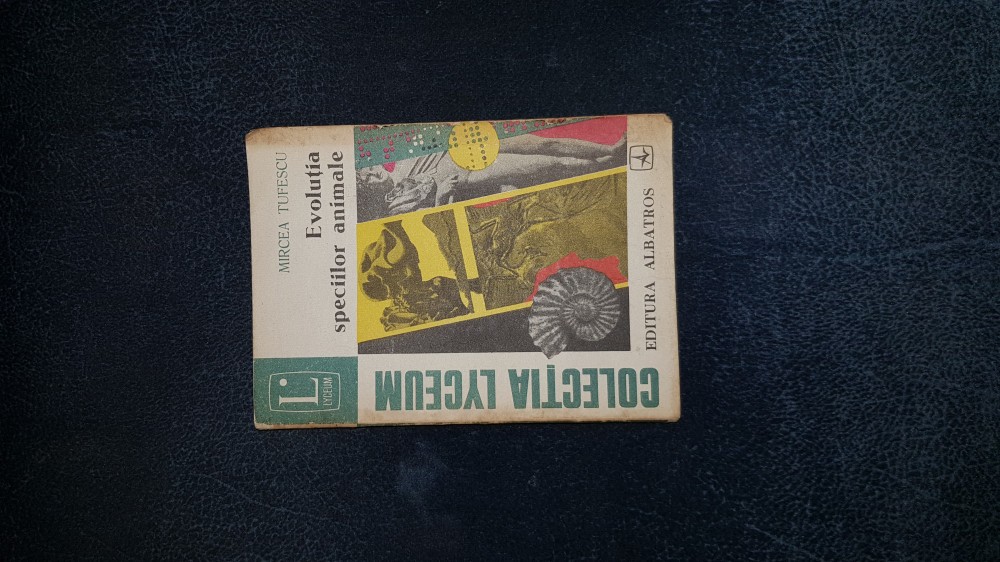 MIRCEA TUFESCU
Evoluția
speciilor animale
L
LYCEUM
COLECȚIA LYCEUM
EDITURA ALBATROS